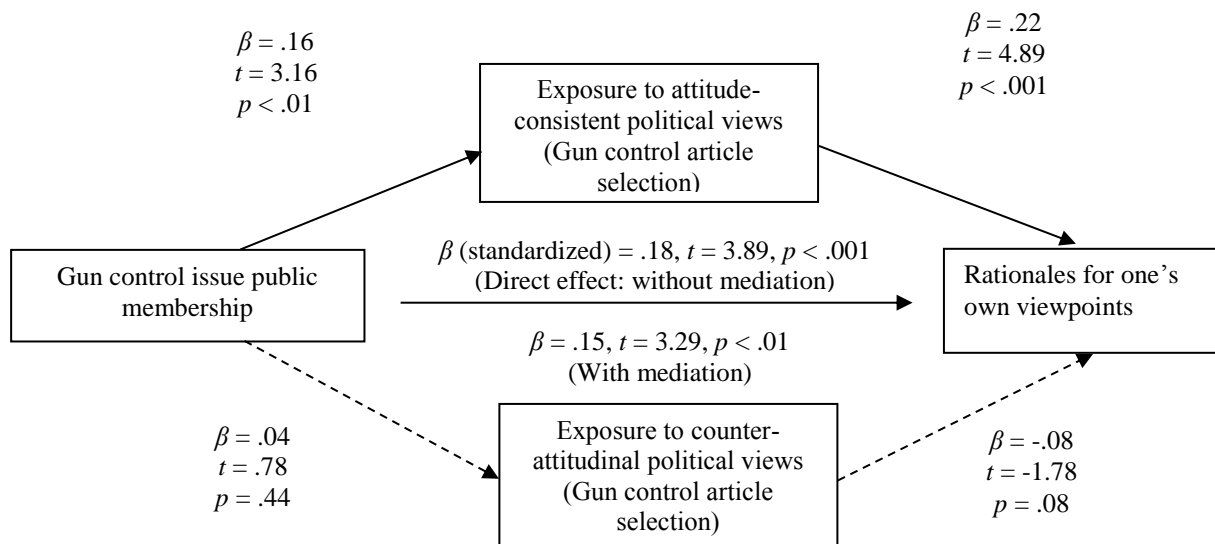 β = .16
t = 3.16
p < .01
Exposure to attitude-
consistent political views
(Gun control article
selection)
β = .22
t = 4.89
p < .001
Gun control issue public
membership
β (standardized) = .18, t = 3.89, p < .001
(Direct effect: without mediation)
β = .15, t = 3.29, p < .01
(With mediation)
Rationales for one’s
own viewpoints
β = .04
t = .78
p = .44
Exposure to counter-
attitudinal political views
(Gun control article
selection)
β = -.08
t = -1.78
p = .08